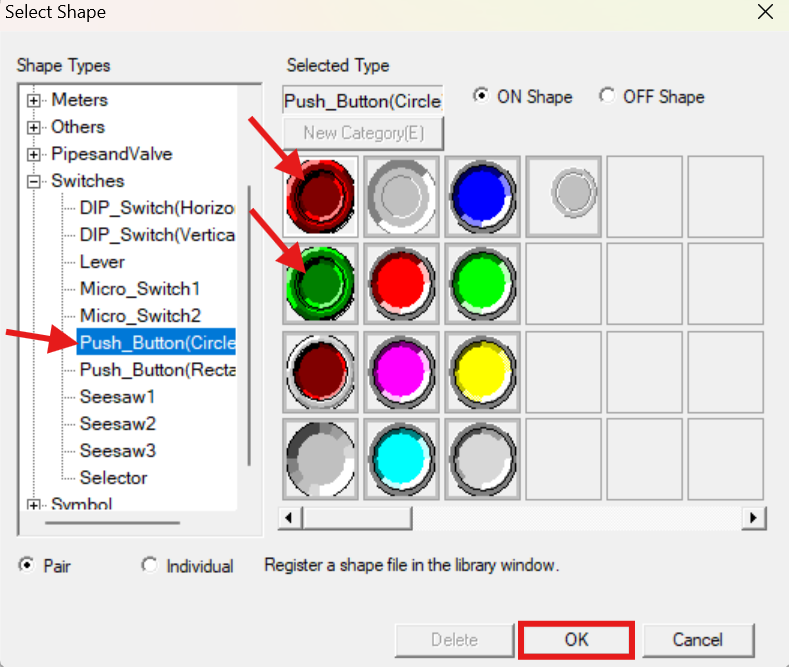 Select Shape
Shape Types
Selected Type
Meters
Others
PipesandValve
Switches
DIP_Switch(Horizo
DIP_Switch(Vertica
Lever
Micro_Switch1
Micro_Switch2
Push_Button(Circle
Push_Button(Recta
Seesaw1
Seesaw2
Seesaw3
Selector
Symbol
Push_Button(Circle
ON Shape
OFF Shape
New Category(E)
Pair
Individual
Register a shape file in the library window.
Delete
OK
Cancel